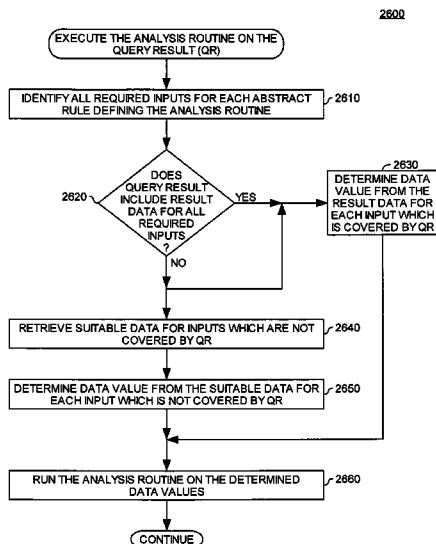 2600
EXECUTE THE ANALYSIS ROUTINE ON THE
QUERY RESULT (QR)
IDENTIFY ALL REQUIRED INPUTS FOR EACH ABSTRACT
RULE DEFINING THE ANALYSIS ROUTINE
2610
2620
DOES
QUERY RESULT
INCLUDE RESULT
DATA FOR ALL
REQUIRED
INPUTS
?
YES
NO
2630
DETERMINE DATA
VALUE FROM THE
RESULT DATA FOR
EACH INPUT WHICH
IS COVERED BY QR
RETRIEVE SUITABLE DATA FOR INPUTS WHICH ARE NOT
COVERED BY QR
2640
DETERMINE DATA VALUE FROM THE SUITABLE DATA FOR
EACH INPUT WHICH IS NOT COVERED BY QR
2650
RUN THE ANALYSIS ROUTINE ON THE DETERMINED
DATA VALUES
2660
CONTINUE